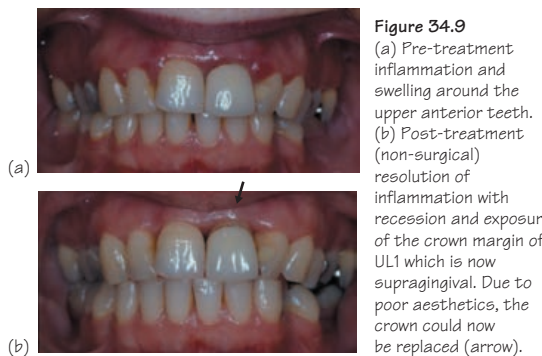 Figure 34.9
(a) Pre-treatment
inflammation and
swelling around the
upper anterior teeth.
(b) Post-treatment
(non-surgical)
resolution of
inflammation with
recession and exposur
of the crown margin of
UL1 which is now
supragingival. Due to
poor aesthetics, the
crown could now
be replaced (arrow).
(a)
(b)